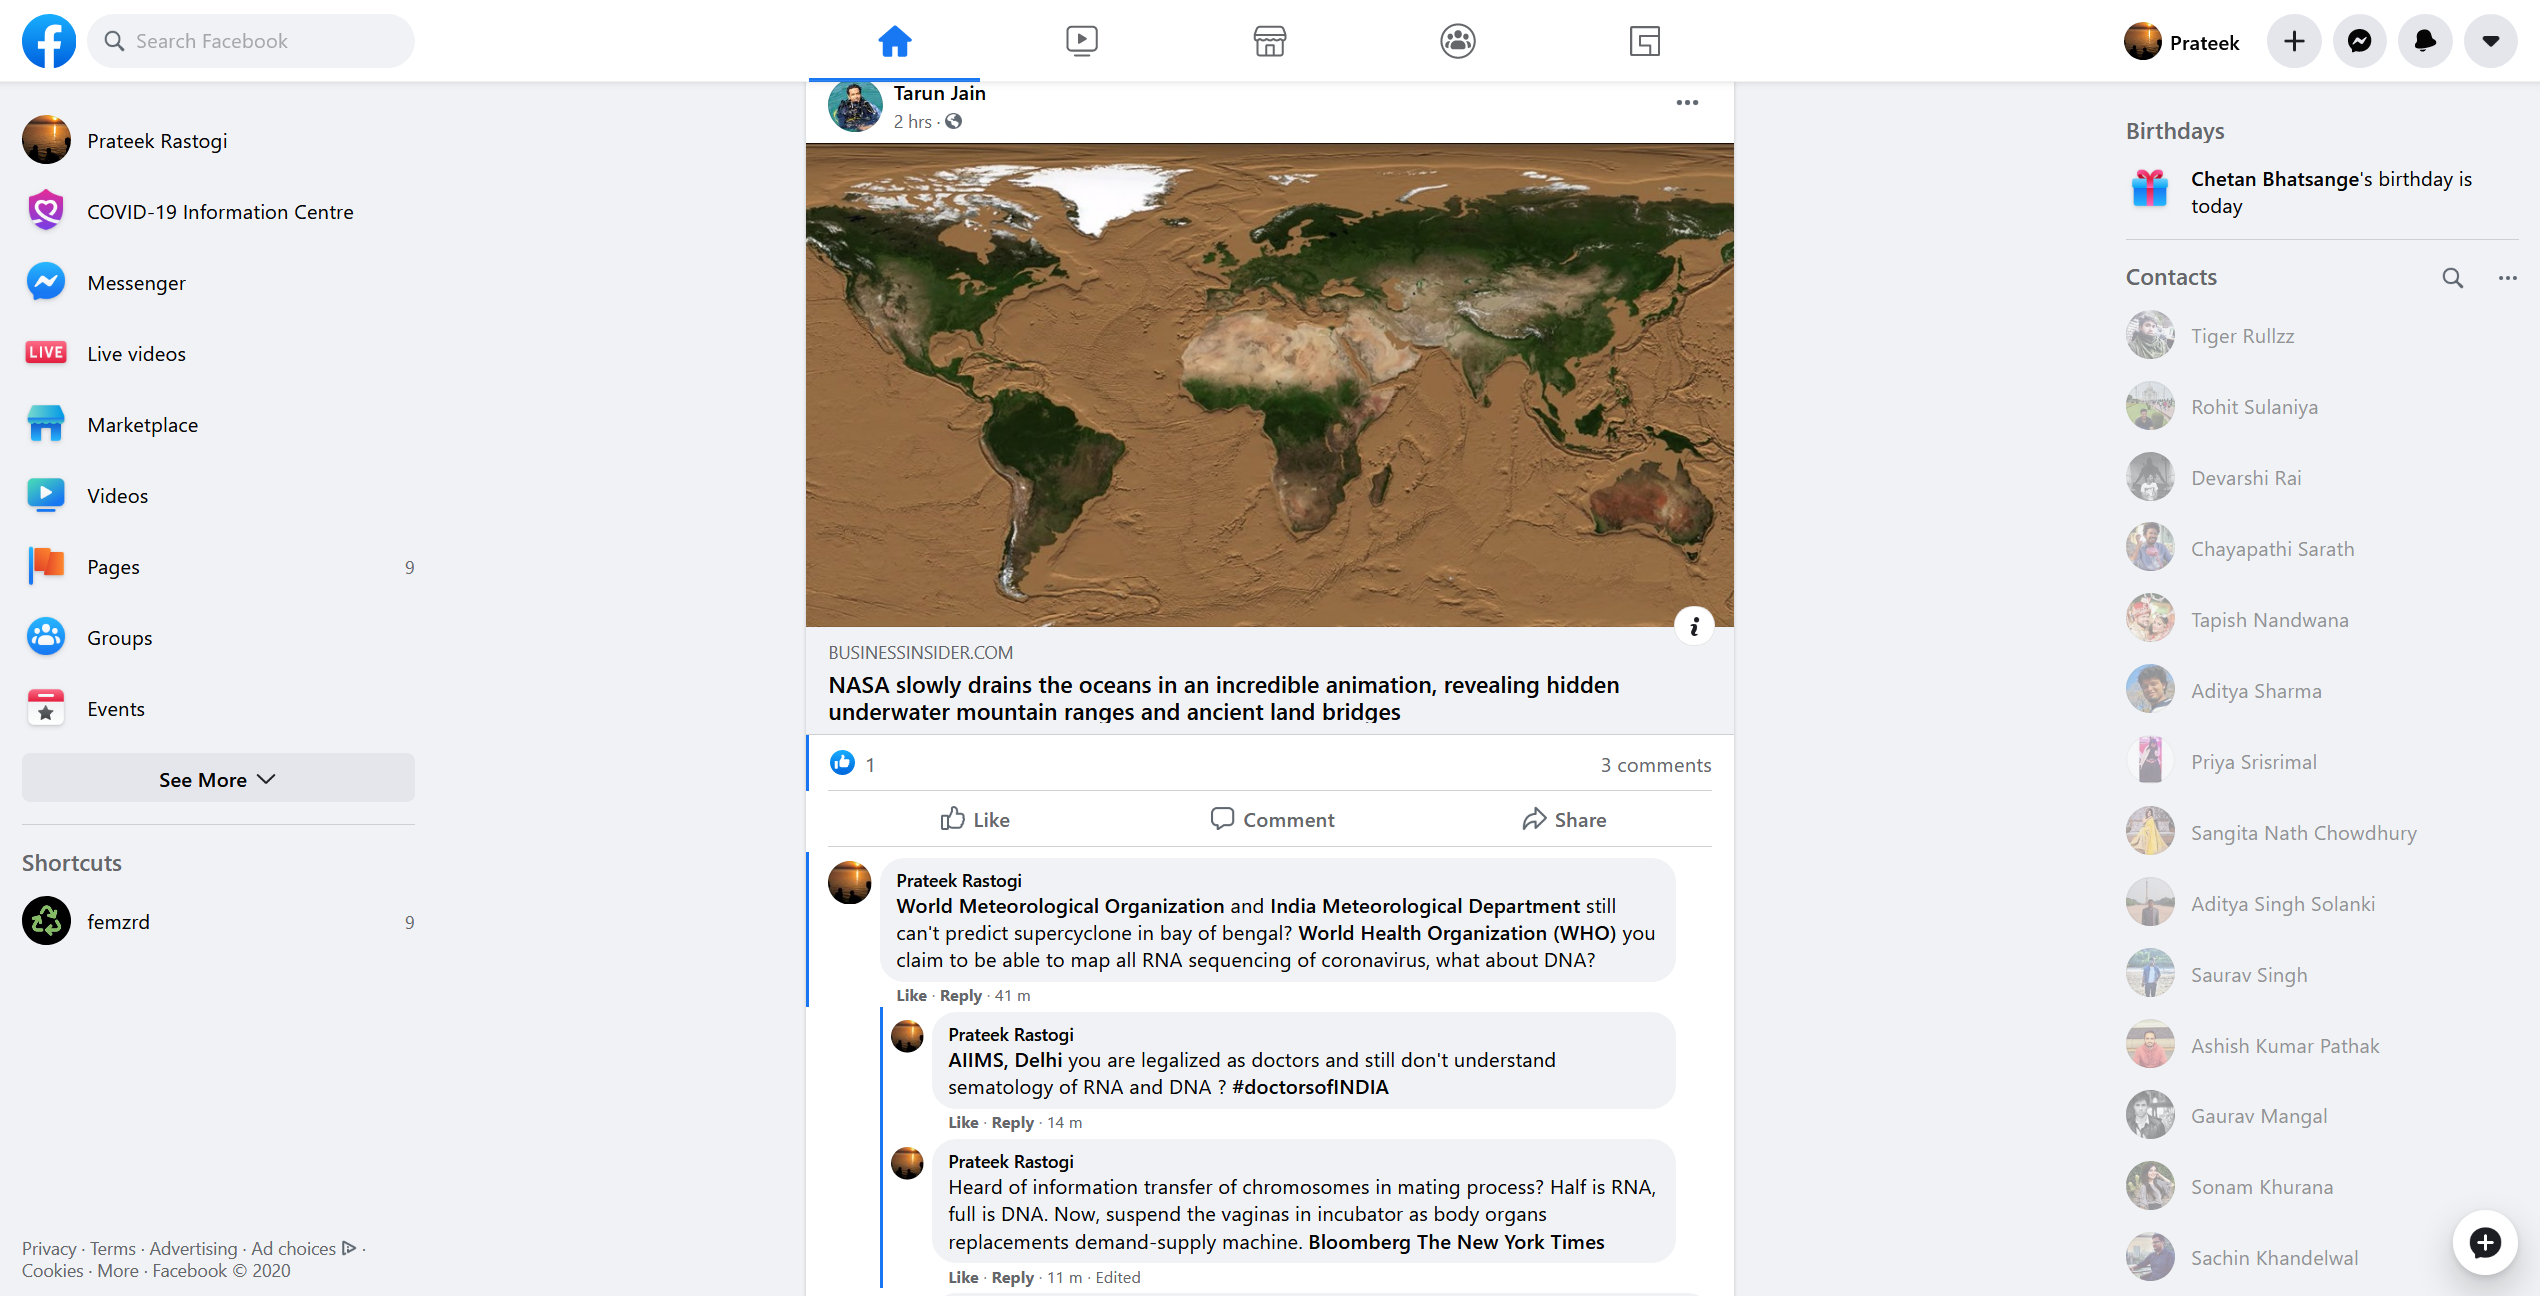 Search Facebook
Prateek
Prateek Rastogi
COVID-19 Information Centre
Messenger
LIVE
Live videos
Marketplace
Videos
Pages 9
Groups
Events
See More
Shortcuts
femzrd 9
Privacy · Terms · Advertising · Ad choices ·
Cookies · More · Facebook © 2020
Tarun Jain
2 hrs ·
BUSINESSINSIDER.COM
NASA slowly drains the oceans in an incredible animation, revealing hidden
underwater mountain ranges and ancient land bridges
1
3 comments
Like
Comment
Share
Prateek Rastogi
World Meteorological Organization and India Meteorological Department still
can't predict supercyclone in bay of bengal? World Health Organization (WHO) you
claim to be able to map all RNA sequencing of coronavirus, what about DNA?
Like · Reply · 41 m
Prateek Rastogi
AIIMS, Delhi you are legalized as doctors and still don't understand
sematology of RNA and DNA ? #doctorsofINDIA
Like · Reply · 14 m
Prateek Rastogi
Heard of information transfer of chromosomes in mating process? Half is RNA,
full is DNA. Now, suspend the vaginas in incubator as body organs
replacements demand-supply machine. Bloomberg The New York Times
Like · Reply · 11 m · Edited
Birthdays
Chetan Bhatsange's birthday is
today
Contacts
Tiger Rullzz
Rohit Sulaniya
Devarshi Rai
Chayapathi Sarath
Tapish Nandwana
Aditya Sharma
Priya Srisrimal
Sangita Nath Chowdhury
Aditya Singh Solanki
Saurav Singh
Ashish Kumar Pathak
Gaurav Mangal
Sonam Khurana
Sachin Khandelwal